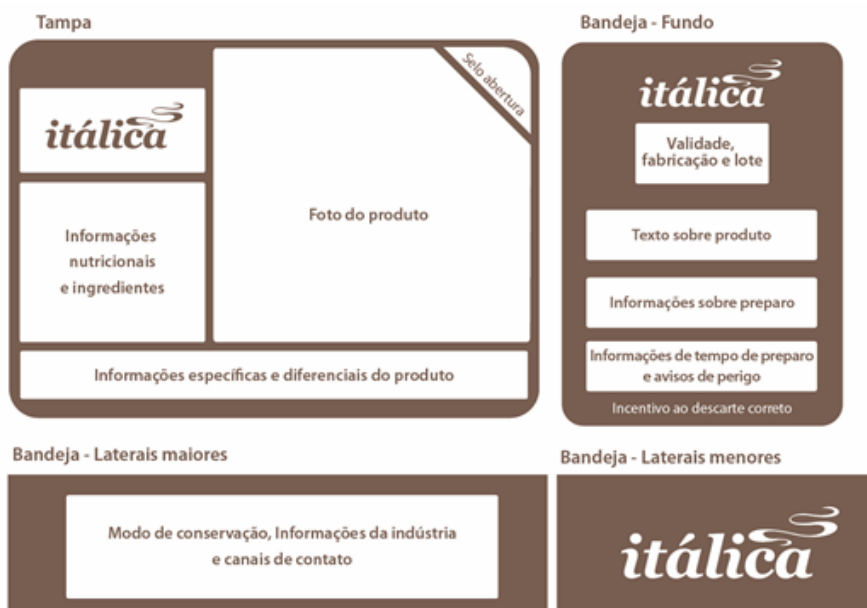 Tampa
itálica
Informações
nutricionais
e ingredientes
Foto do produto
Selo abertura
Informações específicas e diferenciais do produto
Bandeja - Fundo
itálica
Validade,
fabricação e lote
Texto sobre produto
Informações sobre preparo
Informações de tempo de preparo
e avisos de perigo
Incentivo ao descarte correto
Bandeja - Laterais maiores
Modo de conservação, Informações da indústria
e canais de contato
Bandeja - Laterais menores
itálica